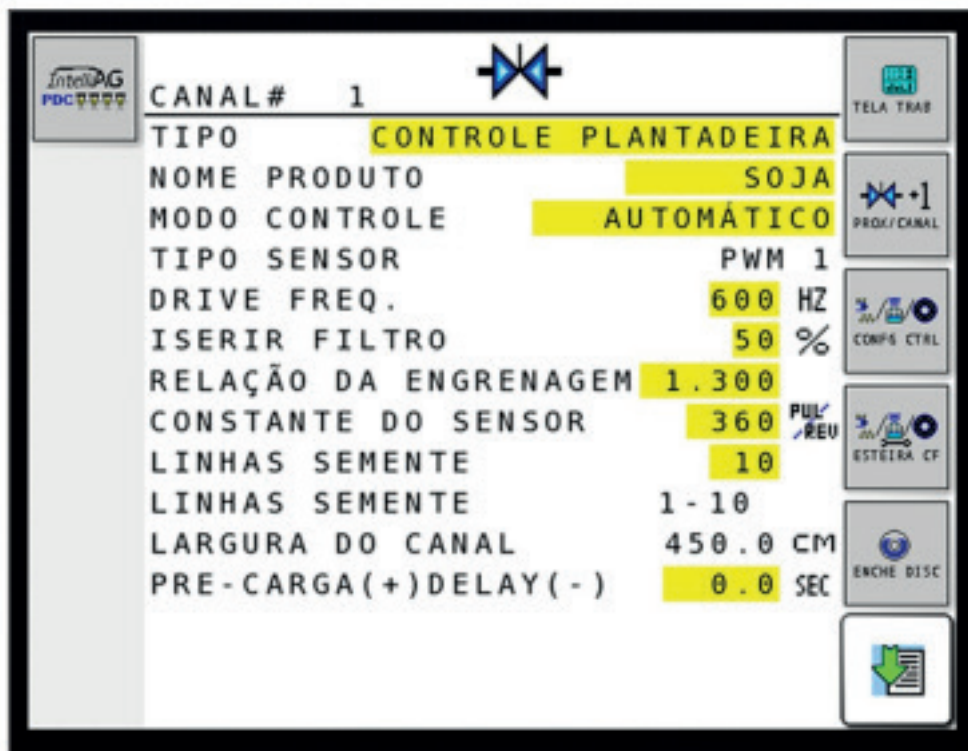 IntelliAG
PDC
CANAL# 1
TIPO CONTROLE PLANTADEIRA
NOME PRODUTO SOJA
MODO CONTROLE AUTOMÁTICO
TIPO SENSOR PWM 1
DRIVE FREQ. 600 HZ
ISERIR FILTRO 50 %
RELAÇÃO DA ENGRENAGEM 1.300
CONSTANTE DO SENSOR 360 PUL/REV
LINHAS SEMENTE 10
LINHAS SEMENTE 1-10
LARGURA DO CANAL 450.0 CM
PRE-CARGA(+)DELAY(-) 0.0 SEC
TELA TRAB
+1
PROX/CANAL
CONFG CTRL
ESTEIRA CF
ENCHE DISC